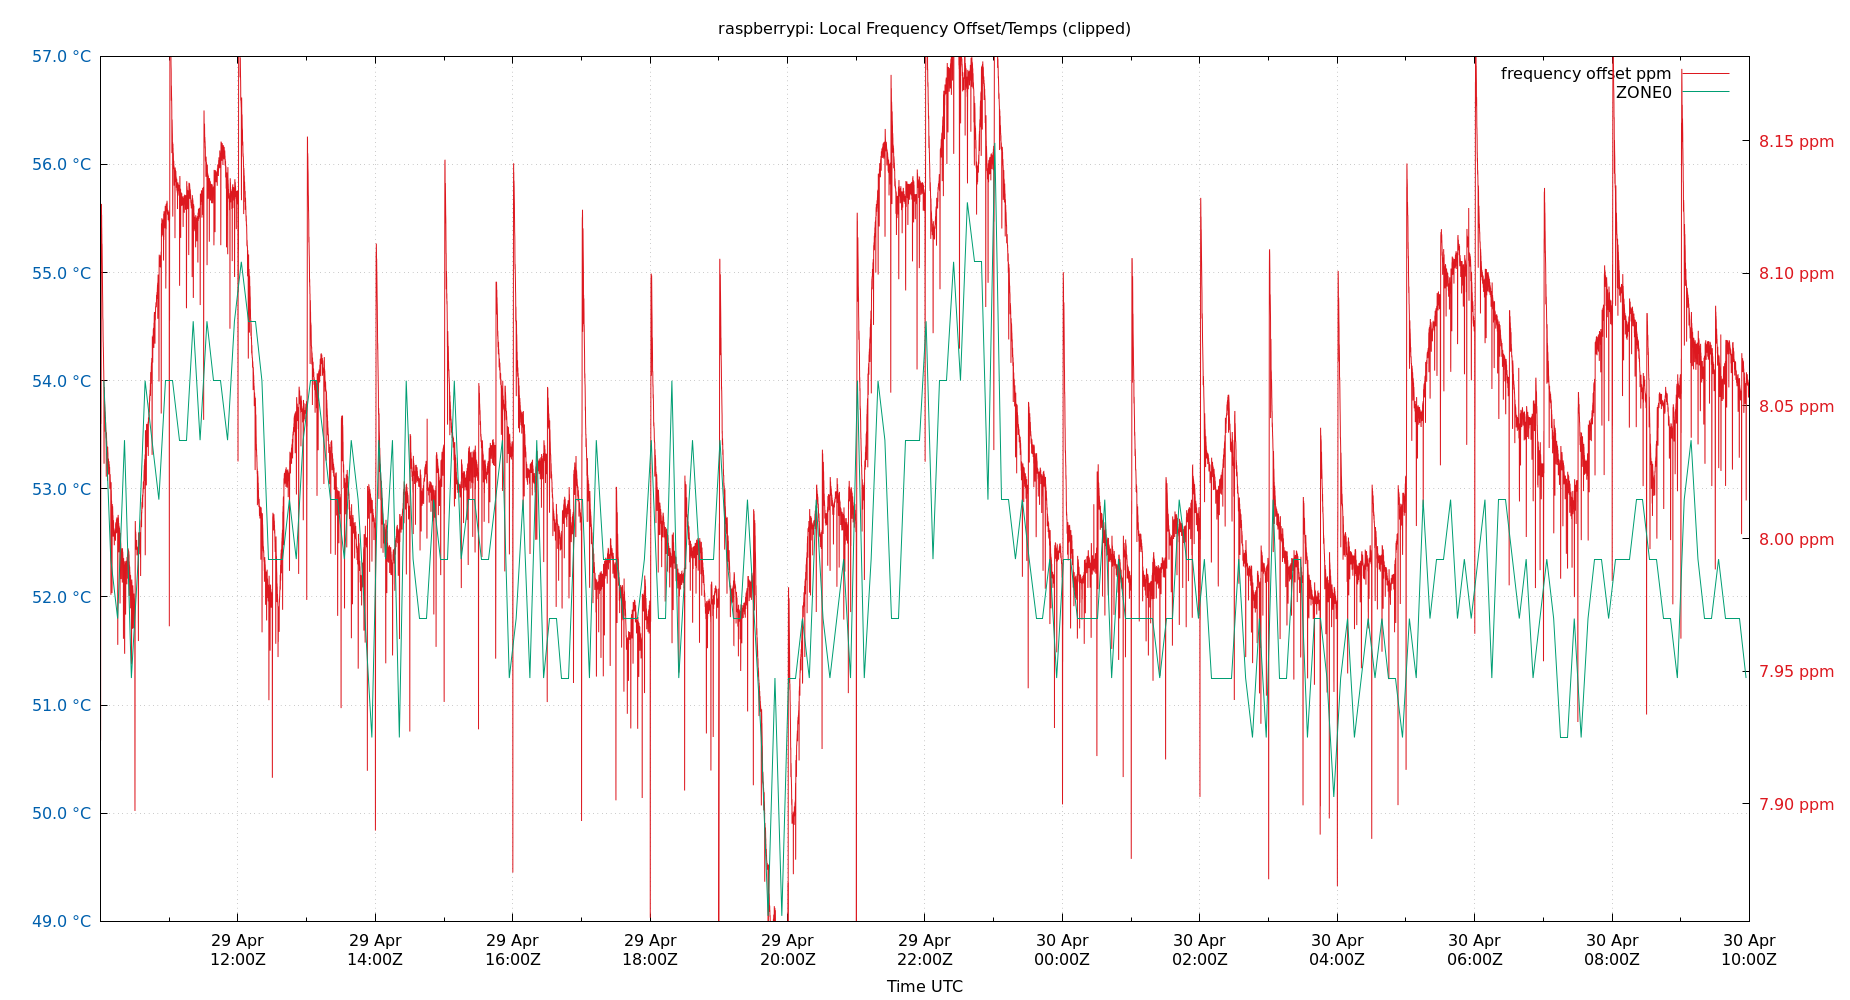 raspberrypi: Local Frequency Offset/Temps (clipped)
57.0 °C
56.0 °C
55.0 °C
54.0 °C
53.0 °C
52.0 °C
51.0 °C
50.0 °C
49.0 °C
frequency offset ppm
ZONE0
8.15 ppm
8.10 ppm
8.05 ppm
8.00 ppm
7.95 ppm
7.90 ppm
29 Apr 29 Apr 29 Apr 29 Apr 29 Apr 29 Apr 30 Apr 30 Apr 30 Apr 30 Apr 30 Apr 30 Apr
12:00Z 14:00Z 16:00Z 18:00Z 20:00Z 22:00Z 00:00Z 02:00Z 04:00Z 06:00Z 08:00Z 10:00Z
Time UTC